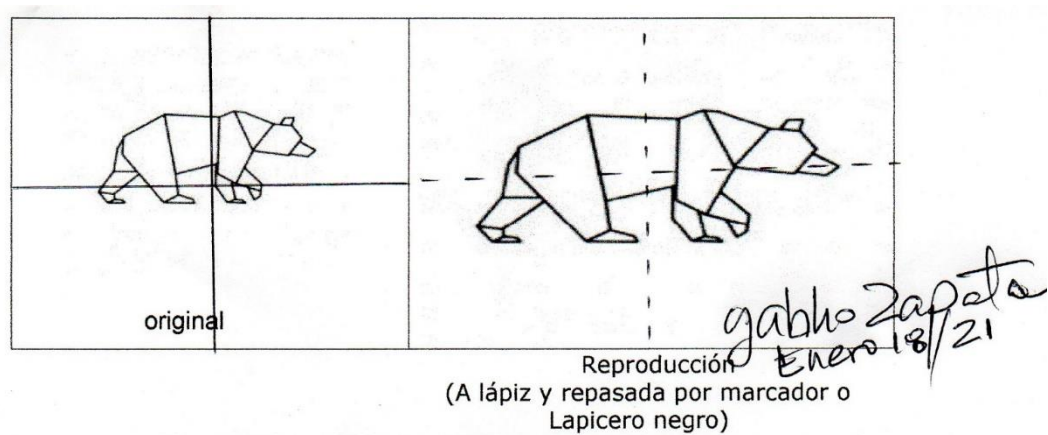 original
gabho Zapata
Enero 18/21
Reproducción
(A lápiz y repasada por marcador o
Lapicero negro)